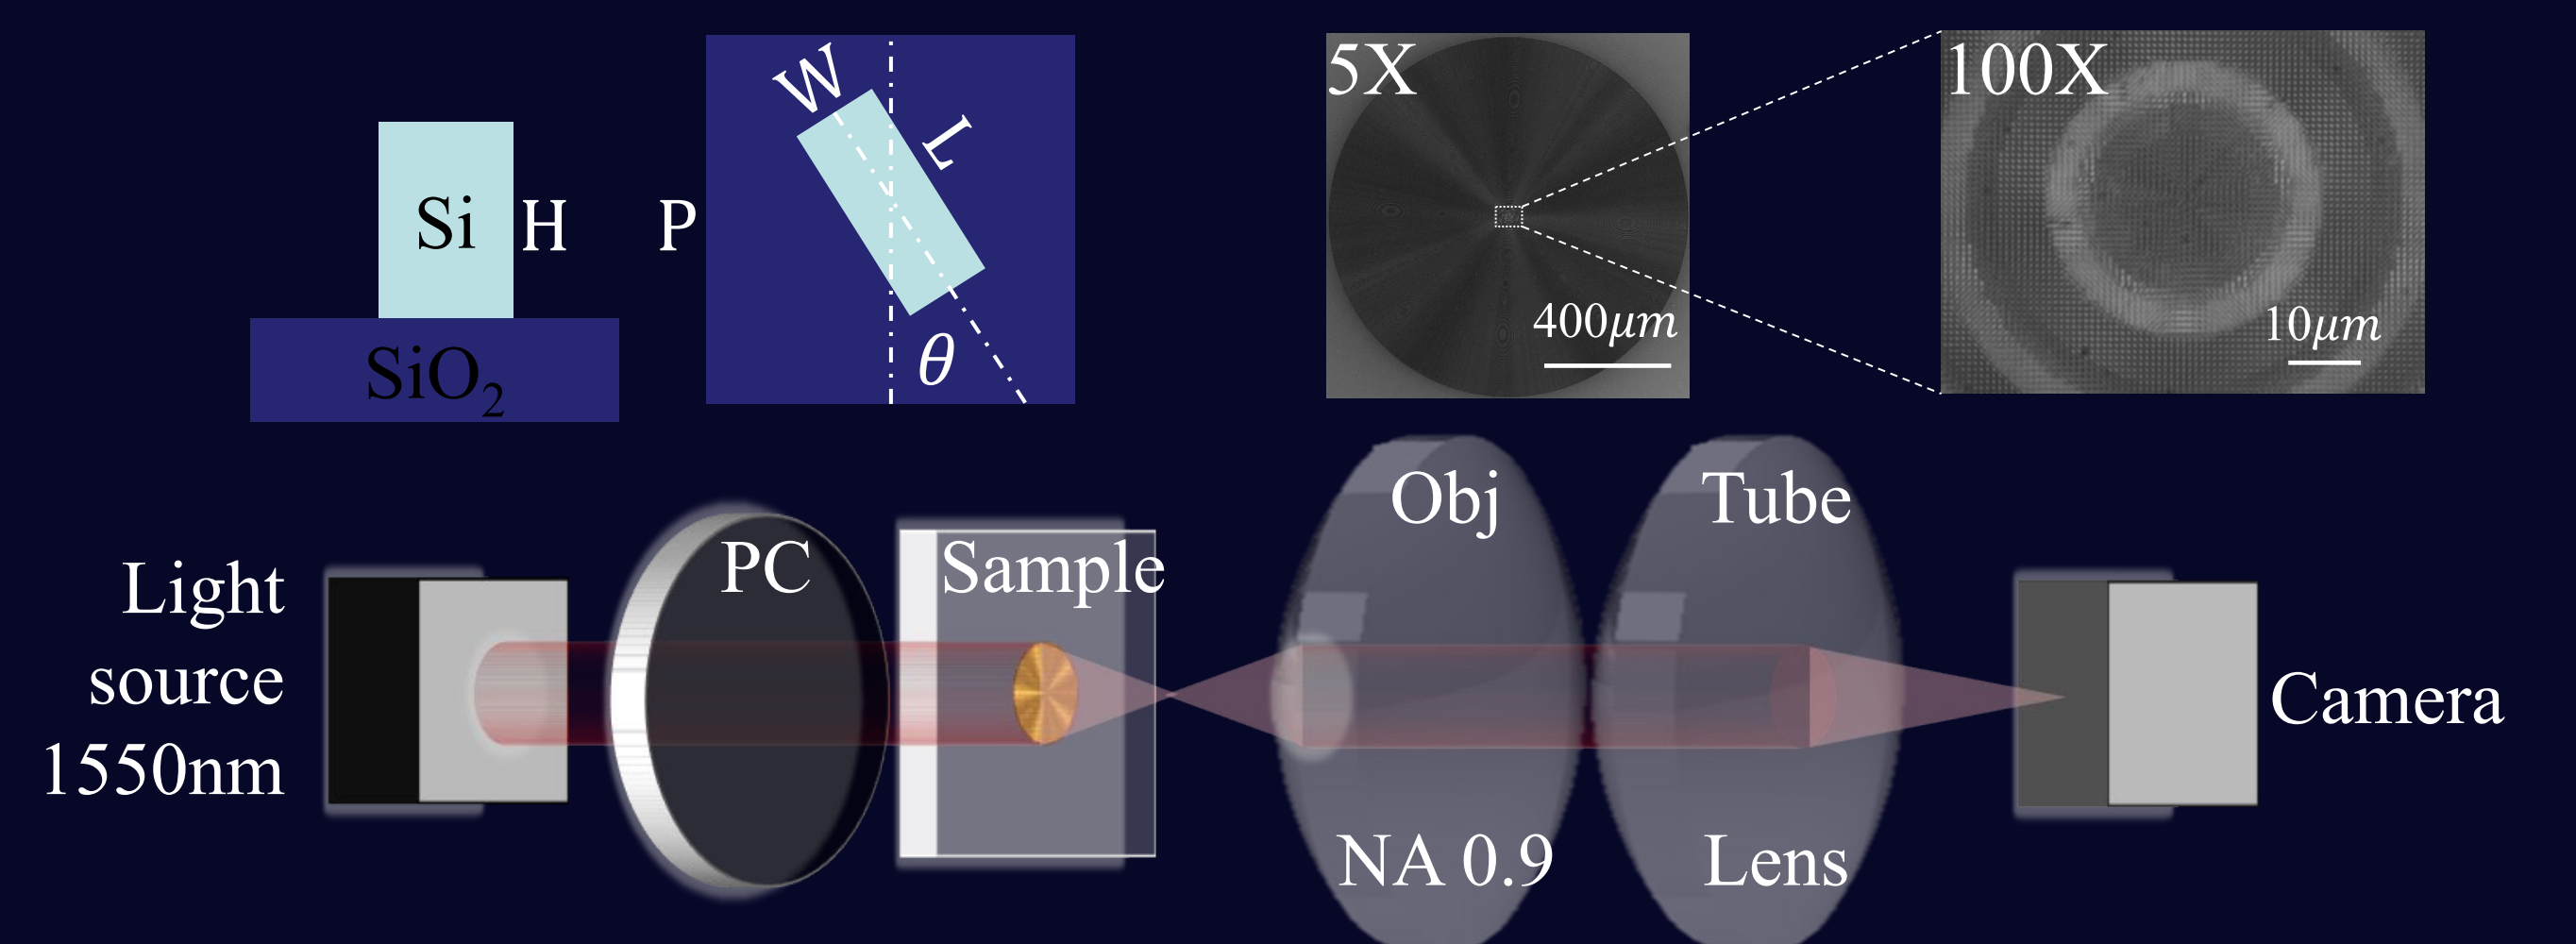 Si
H
SiO₂
P
W
L
θ
5X
400μm
100X
10μm
Light
source
1550nm
PC
Sample
Obj
NA 0.9
Tube
Lens
Camera